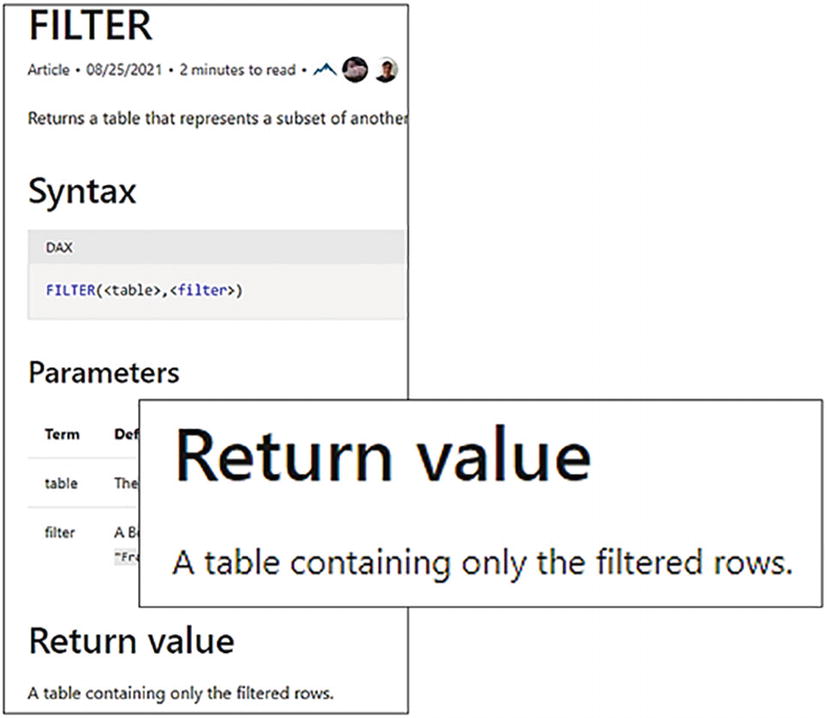 FILTER
Article • 08/25/2021 • 2 minutes to read •
Returns a table that represents a subset of another
Syntax
DAX
FILTER(<table>,<filter>)
Parameters
Term Def
table The
filter A B
"Fra
Return value
A table containing only the filtered rows.
Return value
A table containing only the filtered rows.